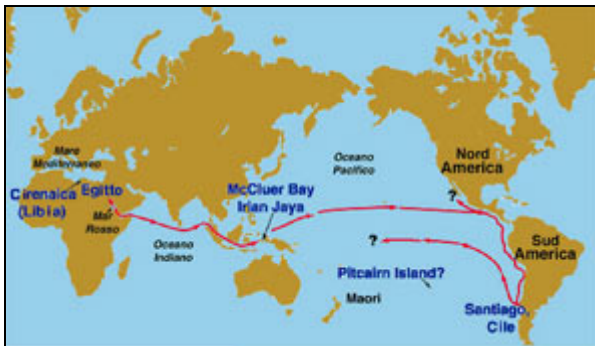 Mare
Mediterraneo
Cirenaica
(Libia)
Egitto
Mar
Rosso
Oceano
Indiano
McCluer Bay
Irian Jaya
Oceano
Pacifico
Nord
America
?
?
Pitcairn Island?
Maori
Sud
America
Santiago,
Cile